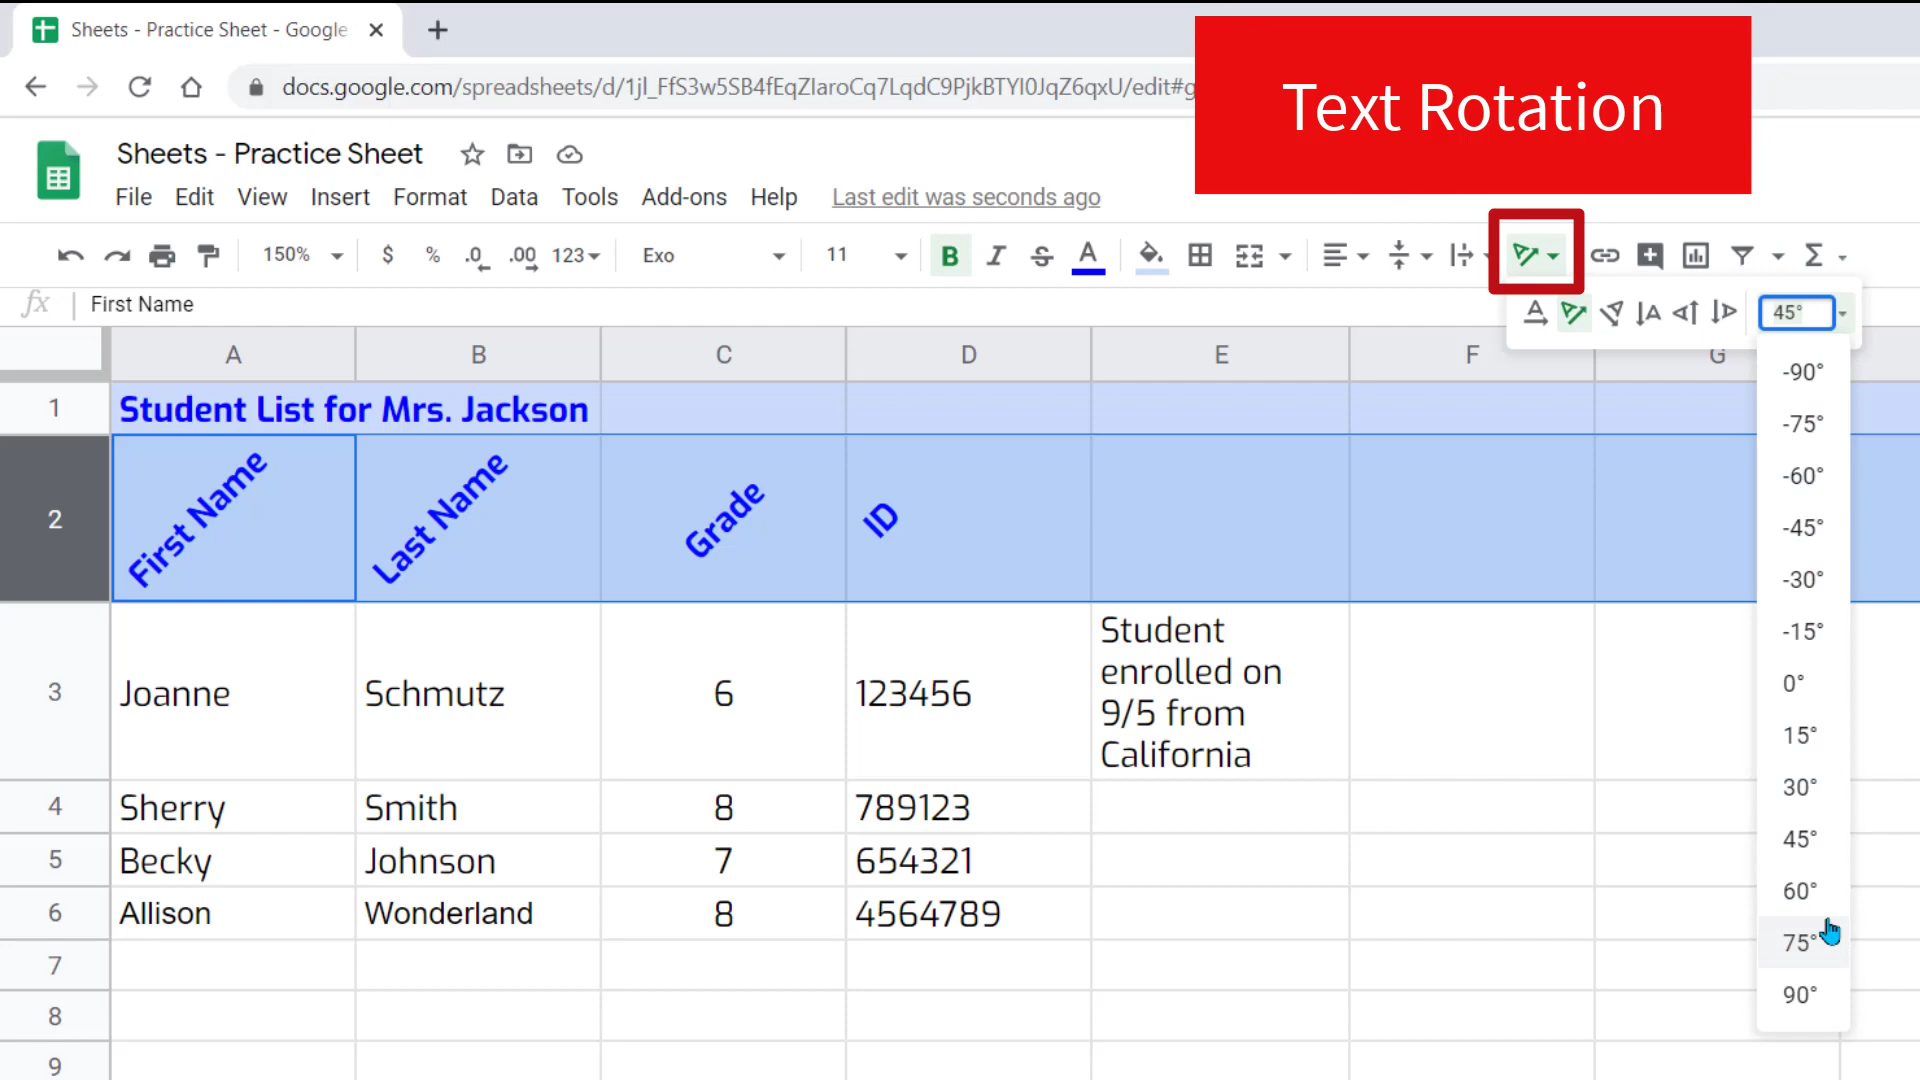 Sheets - Practice Sheet - Google
docs.google.com/spreadsheets/d/1jl_FfS3w5SB4fEqZIaroCq7LqdC9PjkBTYI0JqZ6qxU/edit#g
Text Rotation
Sheets - Practice Sheet
File Edit View Insert Format Data Tools Add-ons Help Last edit was seconds ago
150% $ % .0 .00 123 Exo 11 B I S A Σ
fx First Name
45°
A B C D E F G
1 Student List for Mrs. Jackson
2 First Name Last Name Grade ID
3 Joanne Schmutz 6 123456 Student
enrolled on
9/5 from
California
4 Sherry Smith 8 789123
5 Becky Johnson 7 654321
6 Allison Wonderland 8 4564789
7
8
9
-90°
-75°
-60°
-45°
-30°
-15°
0°
15°
30°
45°
60°
75°
90°